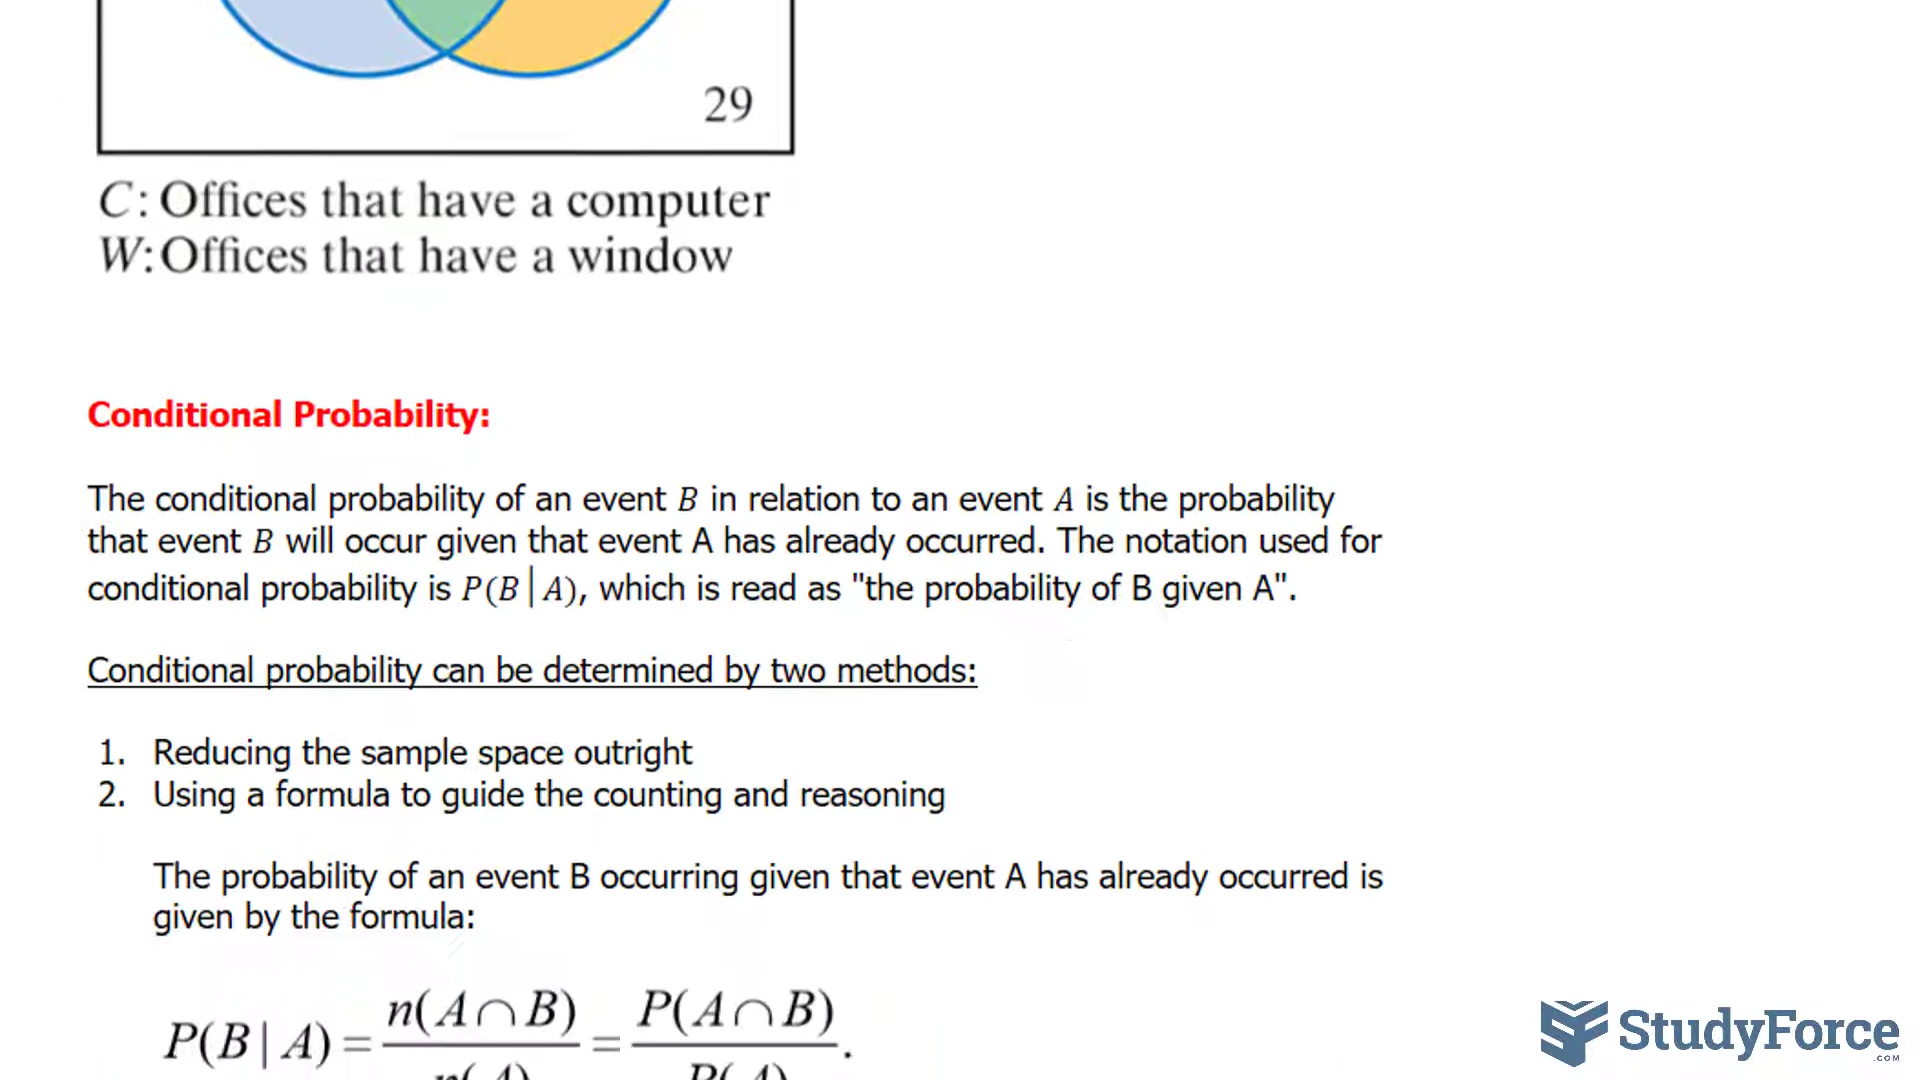 29
C: Offices that have a computer
W: Offices that have a window
Conditional Probability:
The conditional probability of an event B in relation to an event A is the probability
that event B will occur given that event A has already occurred. The notation used for
conditional probability is P(B | A), which is read as "the probability of B given A".
Conditional probability can be determined by two methods:
1. Reducing the sample space outright
2. Using a formula to guide the counting and reasoning
The probability of an event B occurring given that event A has already occurred is
given by the formula:
P(B | A) = n(A∩B) / n(A) = P(A∩B) / P(A).
StudyForce
.COM